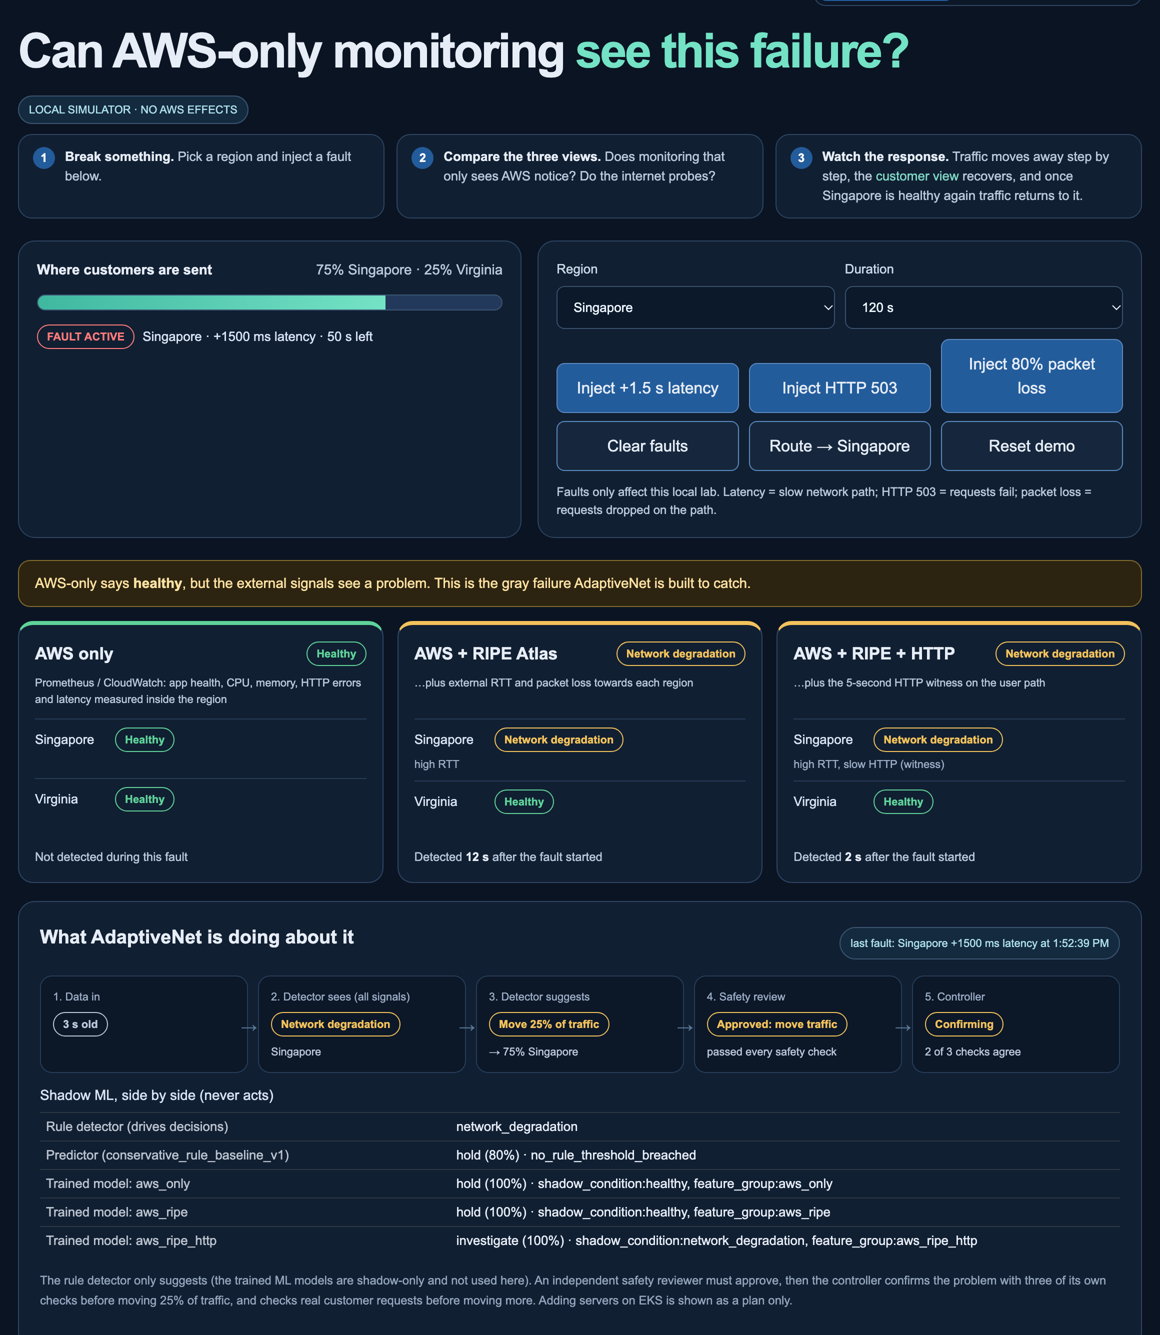 Can AWS-only monitoring see this failure?
LOCAL SIMULATOR · NO AWS EFFECTS
1
Break something. Pick a region and inject a fault
below.
2
Compare the three views. Does monitoring that
only sees AWS notice? Do the internet probes?
3
Watch the response. Traffic moves away step by
step, the customer view recovers, and once
Singapore is healthy again traffic returns to it.
Where customers are sent
75% Singapore · 25% Virginia
FAULT ACTIVE
Singapore · +1500 ms latency · 50 s left
Region
Duration
Singapore
120 s
Inject +1.5 s latency
Inject HTTP 503
Inject 80% packet
loss
Clear faults
Route → Singapore
Reset demo
Faults only affect this local lab. Latency = slow network path; HTTP 503 = requests fail; packet loss =
requests dropped on the path.
AWS-only says healthy, but the external signals see a problem. This is the gray failure AdaptiveNet is built to catch.
AWS only
Healthy
Prometheus / CloudWatch: app health, CPU, memory, HTTP errors
and latency measured inside the region
Singapore
Healthy
Virginia
Healthy
Not detected during this fault
AWS + RIPE Atlas
Network degradation
…plus external RTT and packet loss towards each region
Singapore
Network degradation
high RTT
Virginia
Healthy
Detected 12 s after the fault started
AWS + RIPE + HTTP
Network degradation
…plus the 5-second HTTP witness on the user path
Singapore
Network degradation
high RTT, slow HTTP (witness)
Virginia
Healthy
Detected 2 s after the fault started
What AdaptiveNet is doing about it
last fault: Singapore +1500 ms latency at 1:52:39 PM
1. Data in
3 s old
→
2. Detector sees (all signals)
Network degradation
Singapore
→
3. Detector suggests
Move 25% of traffic
→ 75% Singapore
→
4. Safety review
Approved: move traffic
passed every safety check
→
5. Controller
Confirming
2 of 3 checks agree
Shadow ML, side by side (never acts)
Rule detector (drives decisions)
network_degradation
Predictor (conservative_rule_baseline_v1)
hold (80%) · no_rule_threshold_breached
Trained model: aws_only
hold (100%) · shadow_condition:healthy, feature_group:aws_only
Trained model: aws_ripe
hold (100%) · shadow_condition:healthy, feature_group:aws_ripe
Trained model: aws_ripe_http
investigate (100%) · shadow_condition:network_degradation, feature_group:aws_ripe_http
The rule detector only suggests (the trained ML models are shadow-only and not used here). An independent safety reviewer must approve, then the controller confirms the problem with three of its own
checks before moving 25% of traffic, and checks real customer requests before moving more. Adding servers on EKS is shown as a plan only.